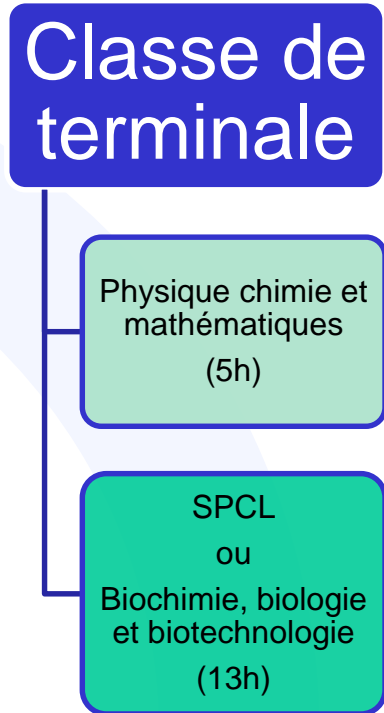 Classe de
terminale
Physique chimie et
mathématiques
(5h)
SPCL
ou
Biochimie, biologie
et biotechnologie
(13h)